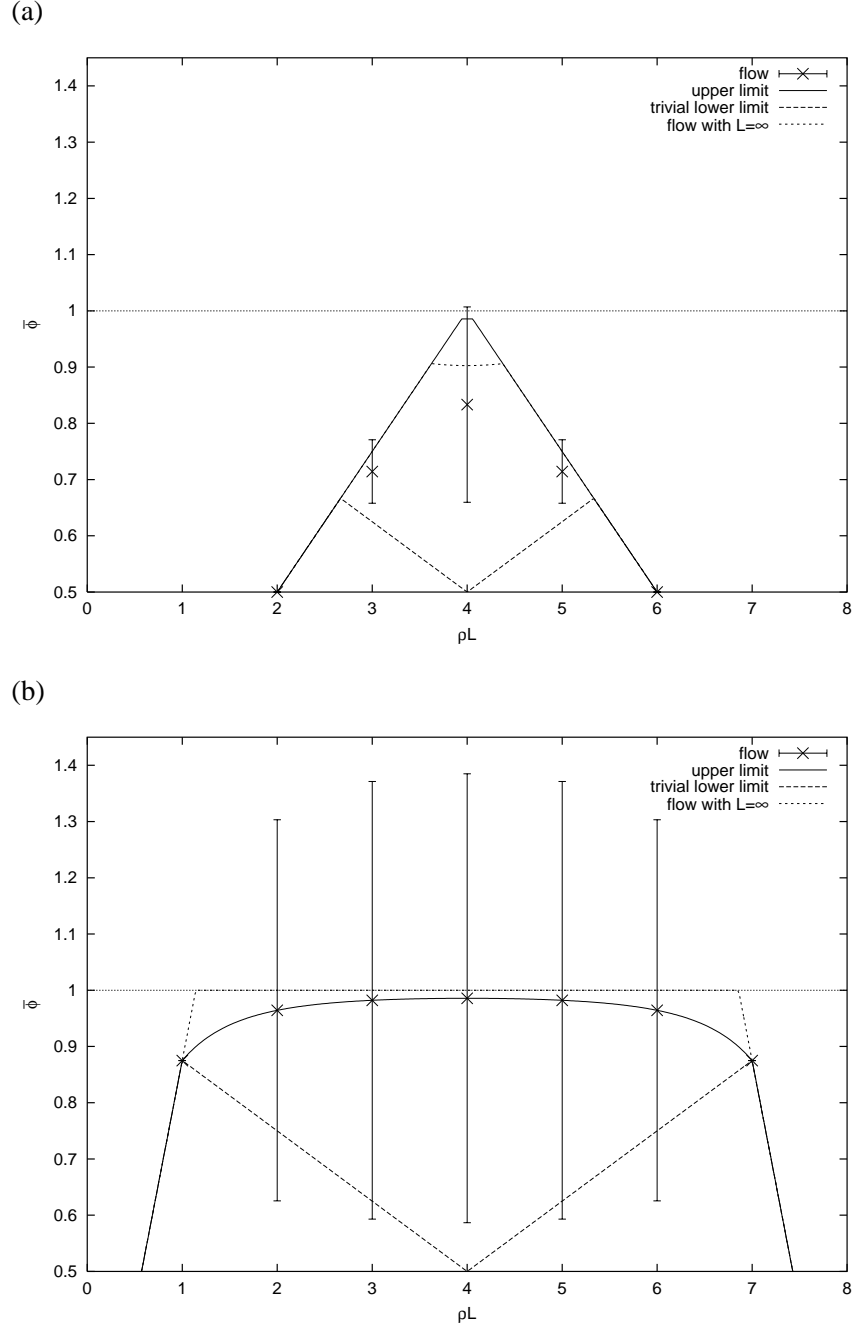 (a)
1.4
1.3
1.2
1.1
1
0.9
0.8
0.7
0.6
0.5
0 1 2 3 4 5 6 7 8
ϕ̅
ρL
flow
upper limit
trivial lower limit
flow with L=∞
(b)
1.4
1.3
1.2
1.1
1
0.9
0.8
0.7
0.6
0.5
0 1 2 3 4 5 6 7 8
ϕ̅
ρL
flow
upper limit
trivial lower limit
flow with L=∞